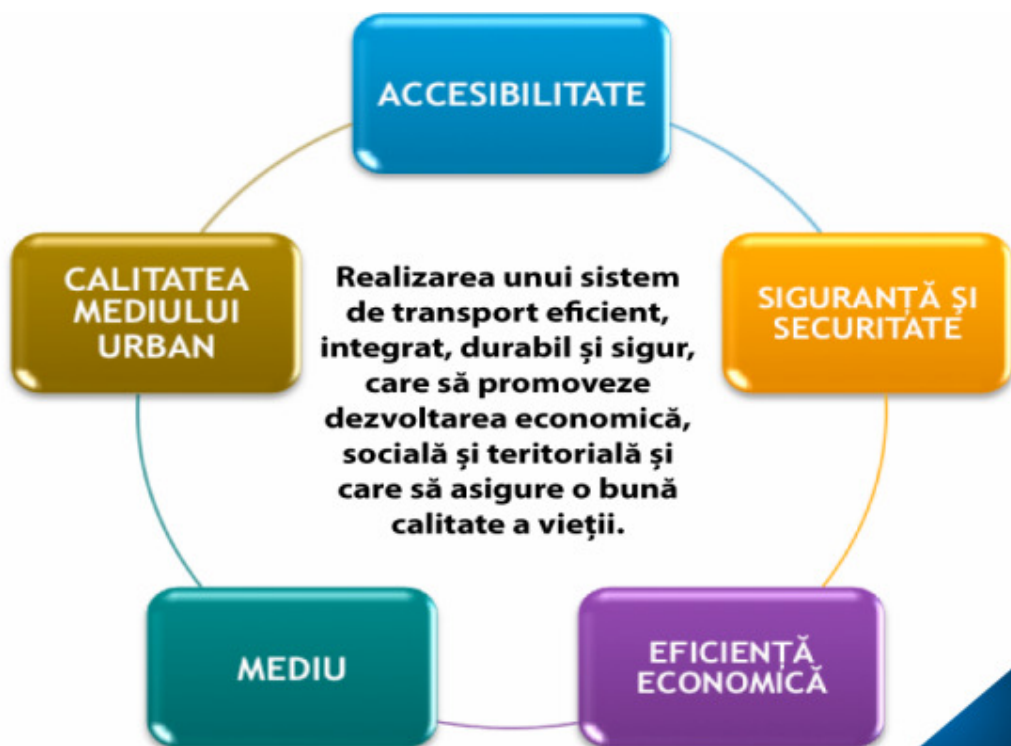 ACCESIBILITATE
SIGURANȚĂ ȘI
SECURITATE
EFICIENȚĂ
ECONOMICĂ
MEDIU
CALITATEA
MEDIULUI
URBAN
Realizarea unui sistem
de transport eficient,
integrat, durabil și sigur,
care să promoveze
dezvoltarea economică,
socială și teritorială și
care să asigure o bună
calitate a vieții.